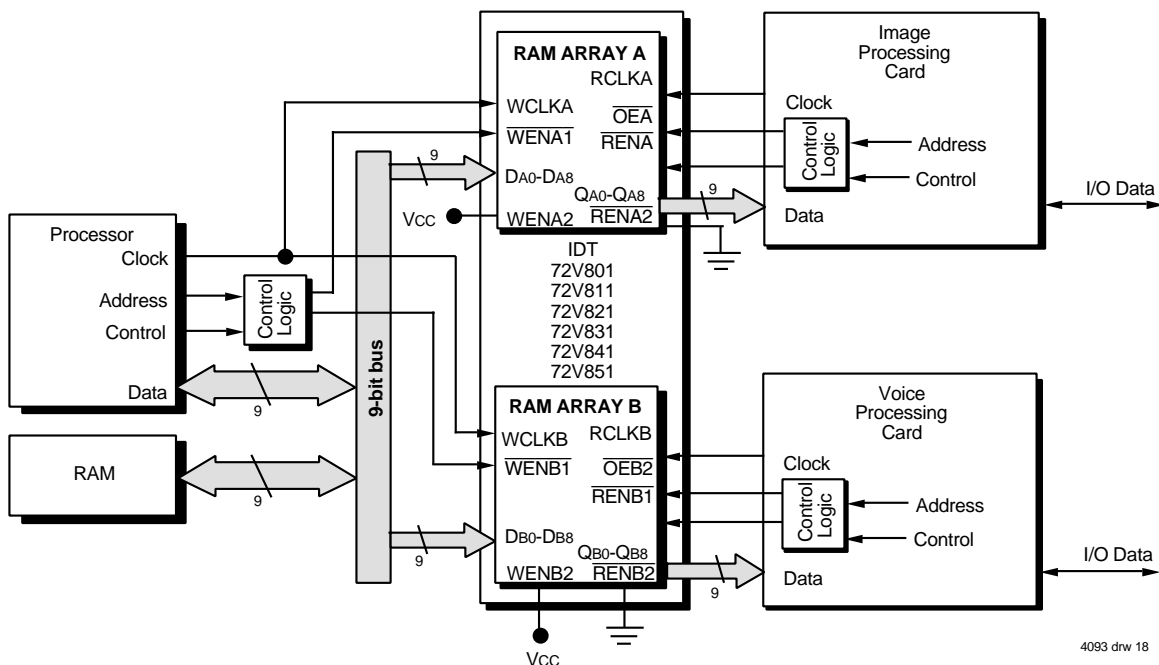 Processor
Clock
Address
Control
Data
RAM
Control
Logic
9
9
9-bit bus
9
9
VCC
RAM ARRAY A
RCLKA
WCLKA
OEA
WENA1
RENA
DA0-DA8
QA0-QA8
WENA2
RENA2
9
IDT
72V801
72V811
72V821
72V831
72V841
72V851
RAM ARRAY B
WCLKB
RCLKB
WENB1
OEB2
RENB1
DB0-DB8
QB0-QB8
WENB2
RENB2
9
VCC
Image
Processing
Card
Clock
Control
Logic
Address
Control
Data
I/O Data
Voice
Processing
Card
Clock
Control
Logic
Address
Control
Data
I/O Data
4093 drw 18